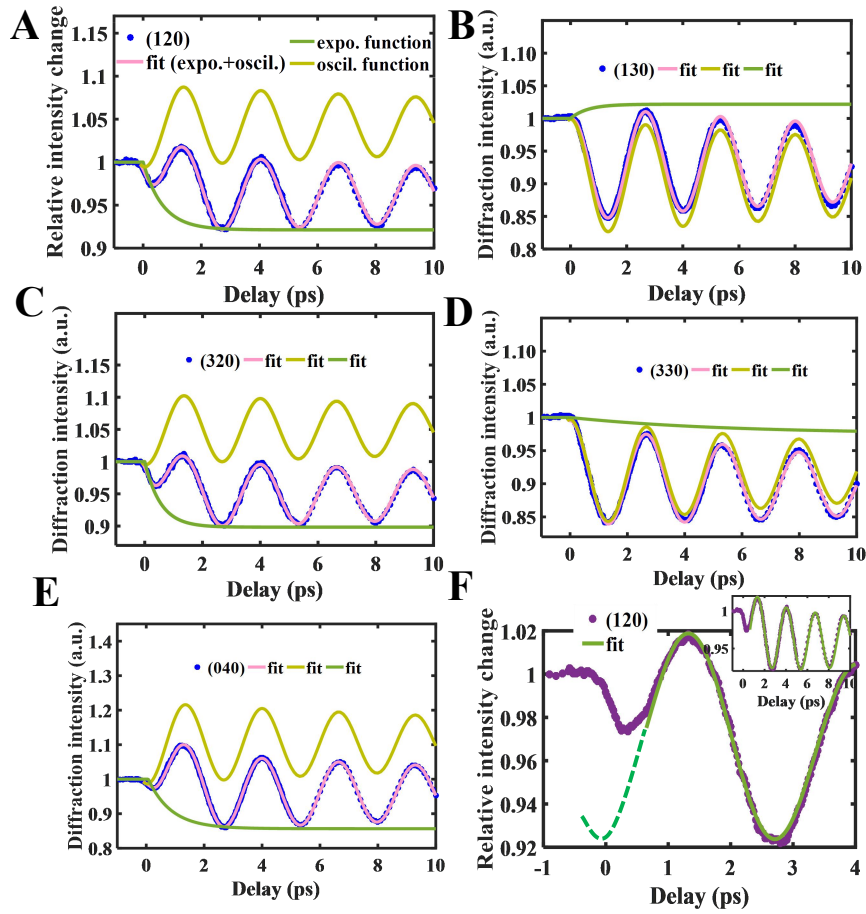 A
(120)
fit (expo.+oscil.)
expo. function
oscil. function
Relative intensity change
1.15
1.1
1.05
1
0.95
0.9
0 2 4 6 8 10
Delay (ps)
B
(130) fit fit fit
Diffraction intensity (a.u.)
1.10
1.05
1
0.95
0.90
0.85
0.8
0 2 4 6 8 10
Delay (ps)
C
(320) fit fit fit
Diffraction intensity (a.u.)
1.15
1.10
1.05
1
0.95
0.9
0 2 4 6 8 10
Delay (ps)
D
(330) fit fit fit
Diffraction intensity (a.u.)
1.10
1.05
1
0.95
0.90
0.85
0 2 4 6 8 10
Delay (ps)
E
(040) fit fit fit
Diffraction intensity (a.u.)
1.4
1.3
1.2
1.1
1.0
0.9
0.8
0 2 4 6 8 10
Delay (ps)
F
(120)
fit
Relative intensity change
1.02
1
0.98
0.96
0.94
0.92
-1 0 1 2 3 4
Delay (ps)
1
0.95
0 2 4 6 8 10
Delay (ps)